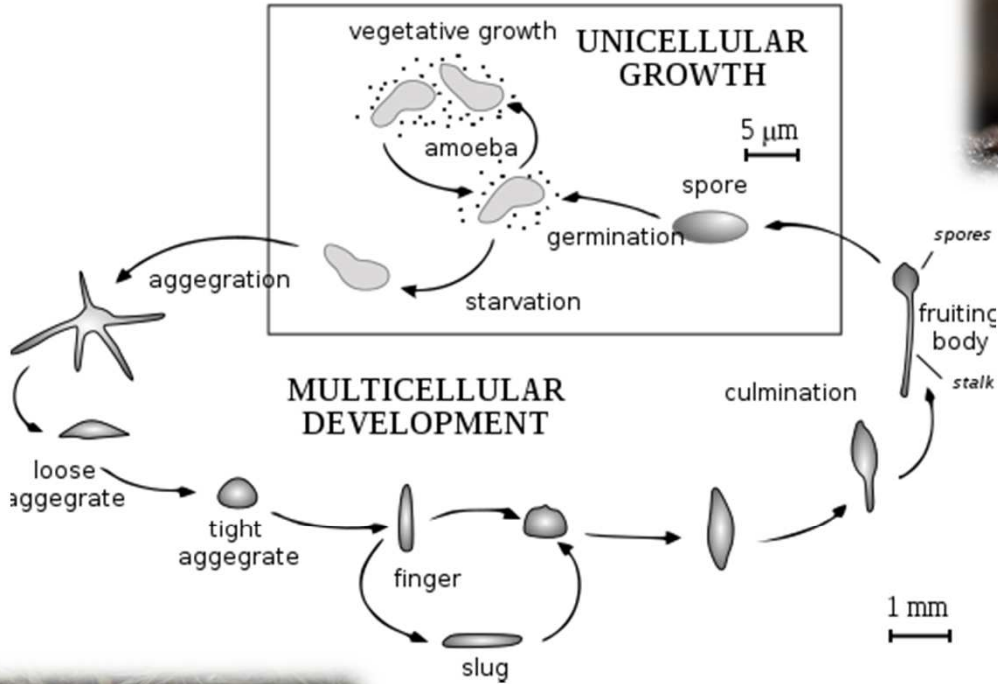 vegetative growth
UNICELLULAR
GROWTH
5 μm
amoeba
spore
germination
spores
aggegration
starvation
fruiting
body
stalk
MULTICELLULAR
DEVELOPMENT
culmination
loose
aggegrate
tight
aggegrate
finger
1 mm
slug